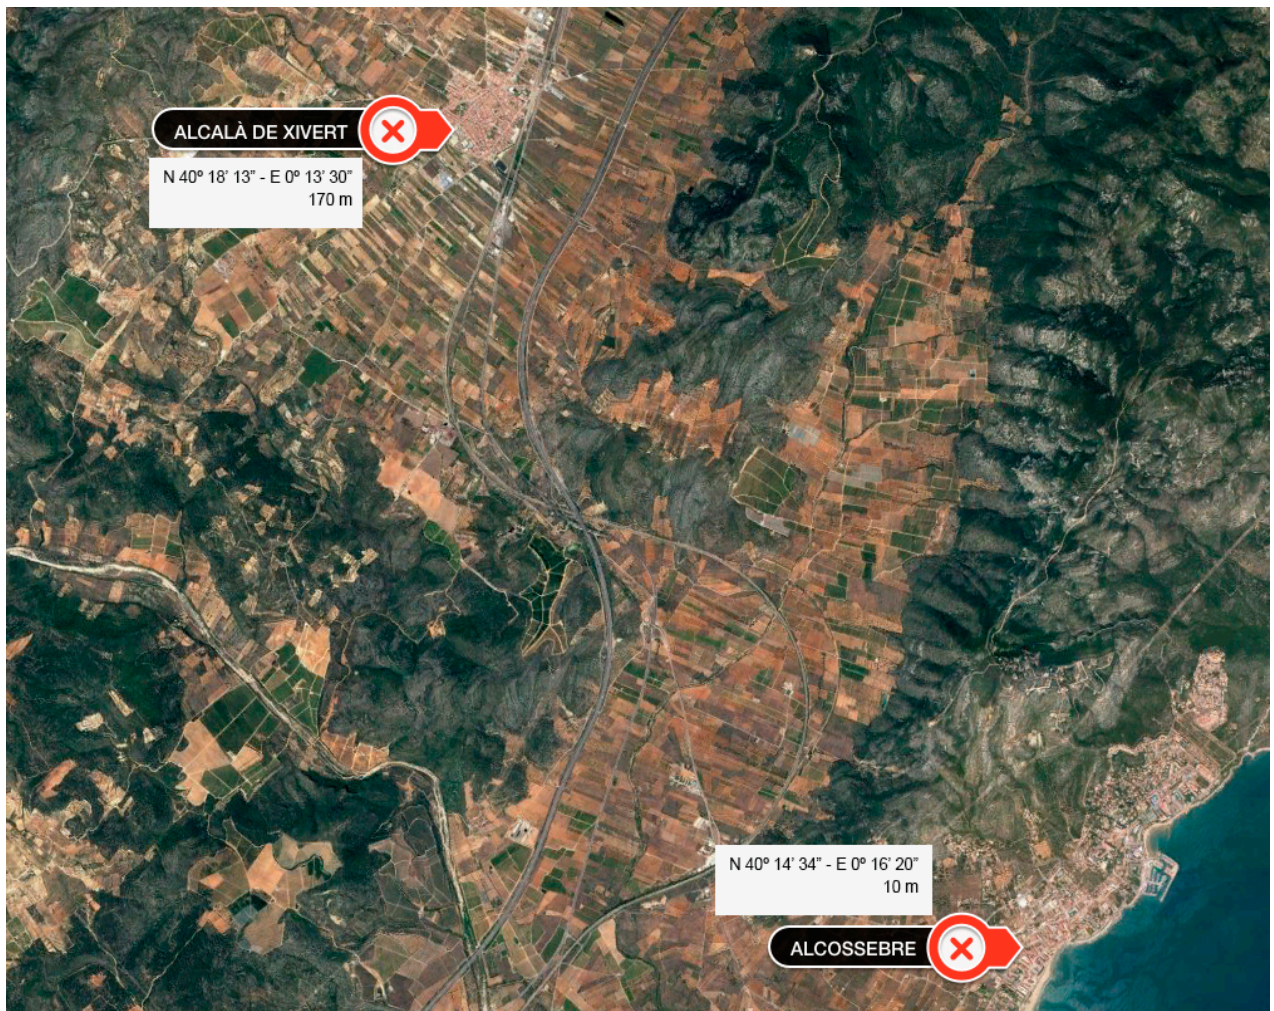 ALCALÀ DE XIVERT
N 40º 18’ 13” - E 0º 13’ 30”
170 m
N 40º 14’ 34” - E 0º 16’ 20”
10 m
ALCOSSEBRE